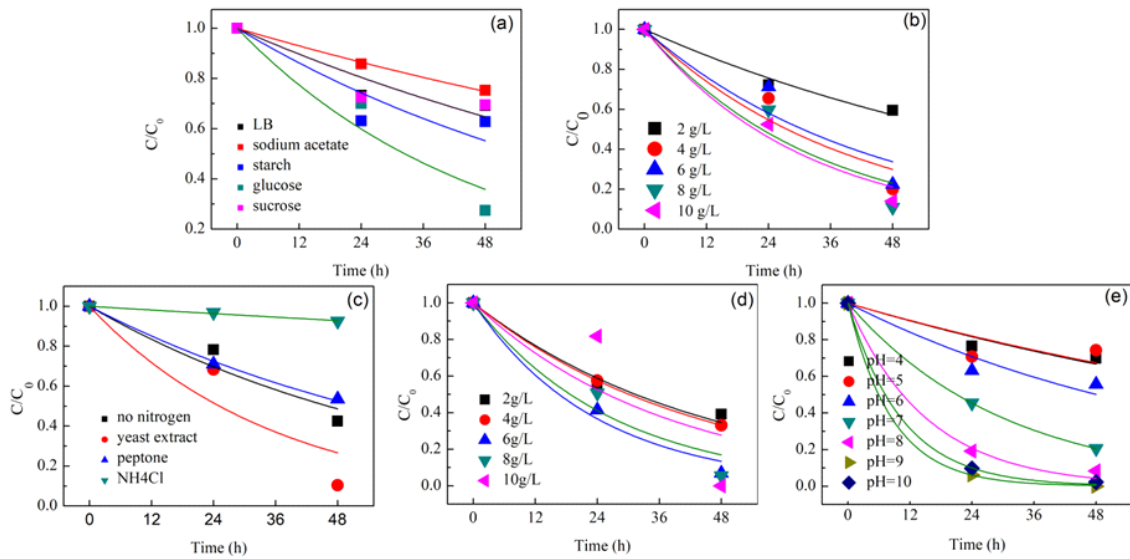 (a)
C/C0
1.0
0.8
0.6
0.4
0.2
LB
sodium acetate
starch
glucose
sucrose
0 12 24 36 48
Time (h)
(b)
C/C0
1.0
0.8
0.6
0.4
0.2
0.0
2 g/L
4 g/L
6 g/L
8 g/L
10 g/L
0 12 24 36 48
Time (h)
(c)
C/C0
1.0
0.8
0.6
0.4
0.2
0.0
no nitrogen
yeast extract
peptone
NH4Cl
0 12 24 36 48
Time (h)
(d)
C/C0
1.0
0.8
0.6
0.4
0.2
0.0
2g/L
4g/L
6g/L
8g/L
10g/L
0 12 24 36 48
Time (h)
(e)
C/C0
1.0
0.8
0.6
0.4
0.2
0.0
pH=4
pH=5
pH=6
pH=7
pH=8
pH=9
pH=10
0 12 24 36 48
Time (h)